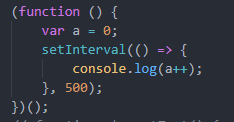 (function () {
    var a = 0;
    setInterval(() => {
        console.log(a++);
    }, 500);
})();